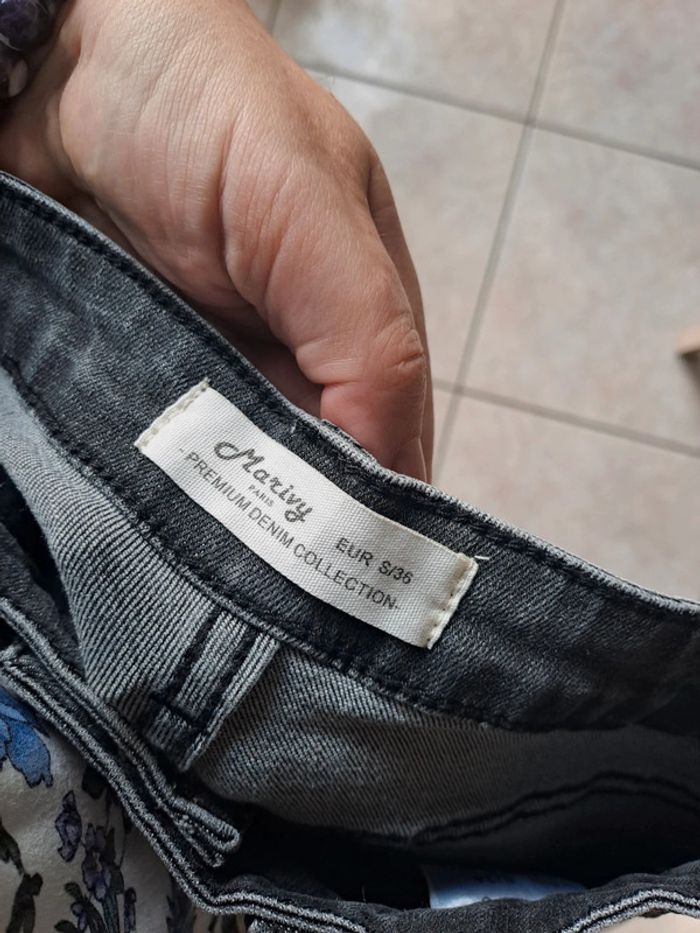 Marivy
PARIS
EUR S/36
- PREMIUM DENIM COLLECTION-